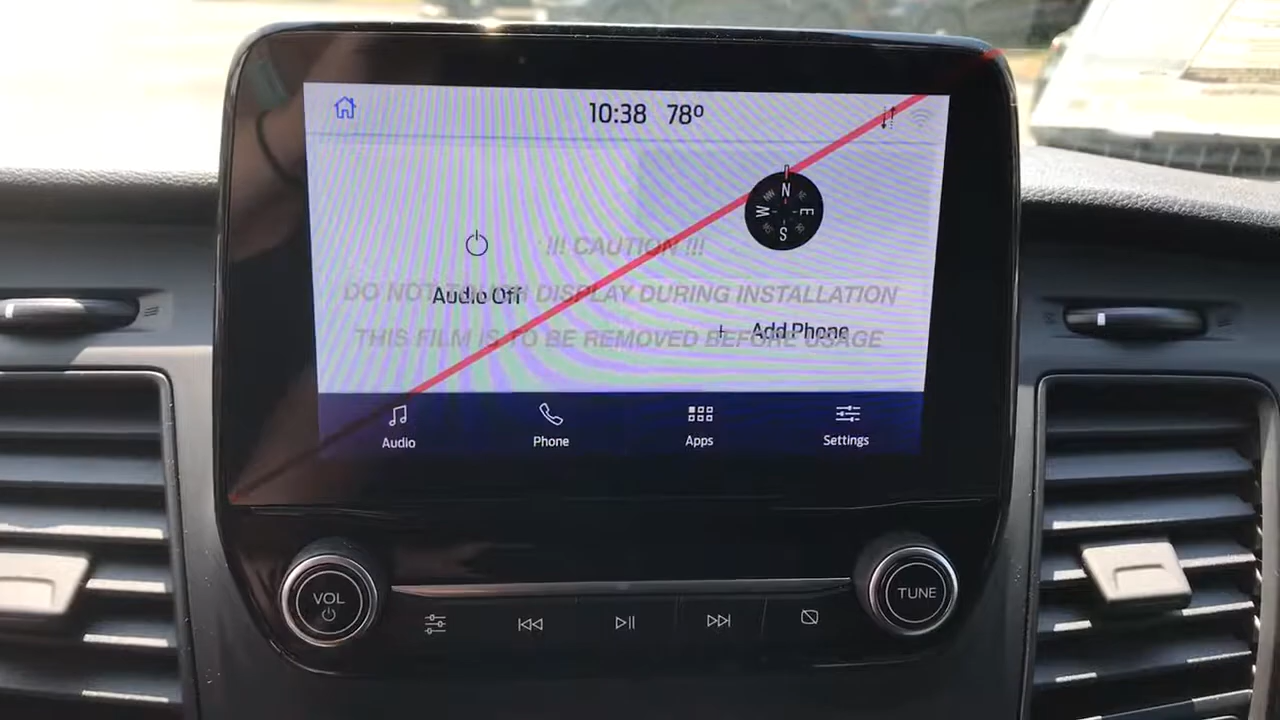 10:38 78º
N
W E
S
!!! CAUTION !!!
Audio Off
DO NOT TOUCH DISPLAY DURING INSTALLATION
+ Add Phone
THIS FILM IS TO BE REMOVED BEFORE USAGE
Audio Phone Apps Settings
VOL
TUNE